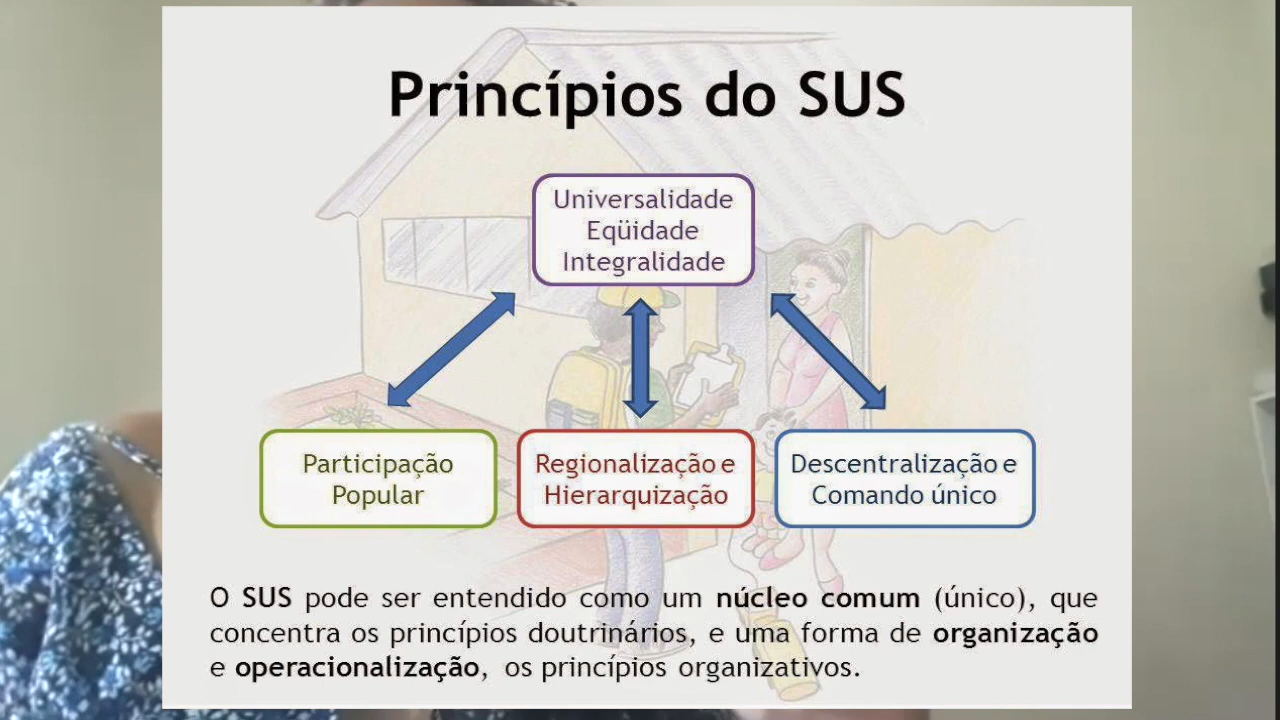 Princípios do SUS
Universalidade
Eqüidade
Integralidade
Participação
Popular
Regionalização e
Hierarquização
Descentralização e
Comando único
O SUS pode ser entendido como um núcleo comum (único), que
concentra os princípios doutrinários, e uma forma de organização
e operacionalização, os princípios organizativos.